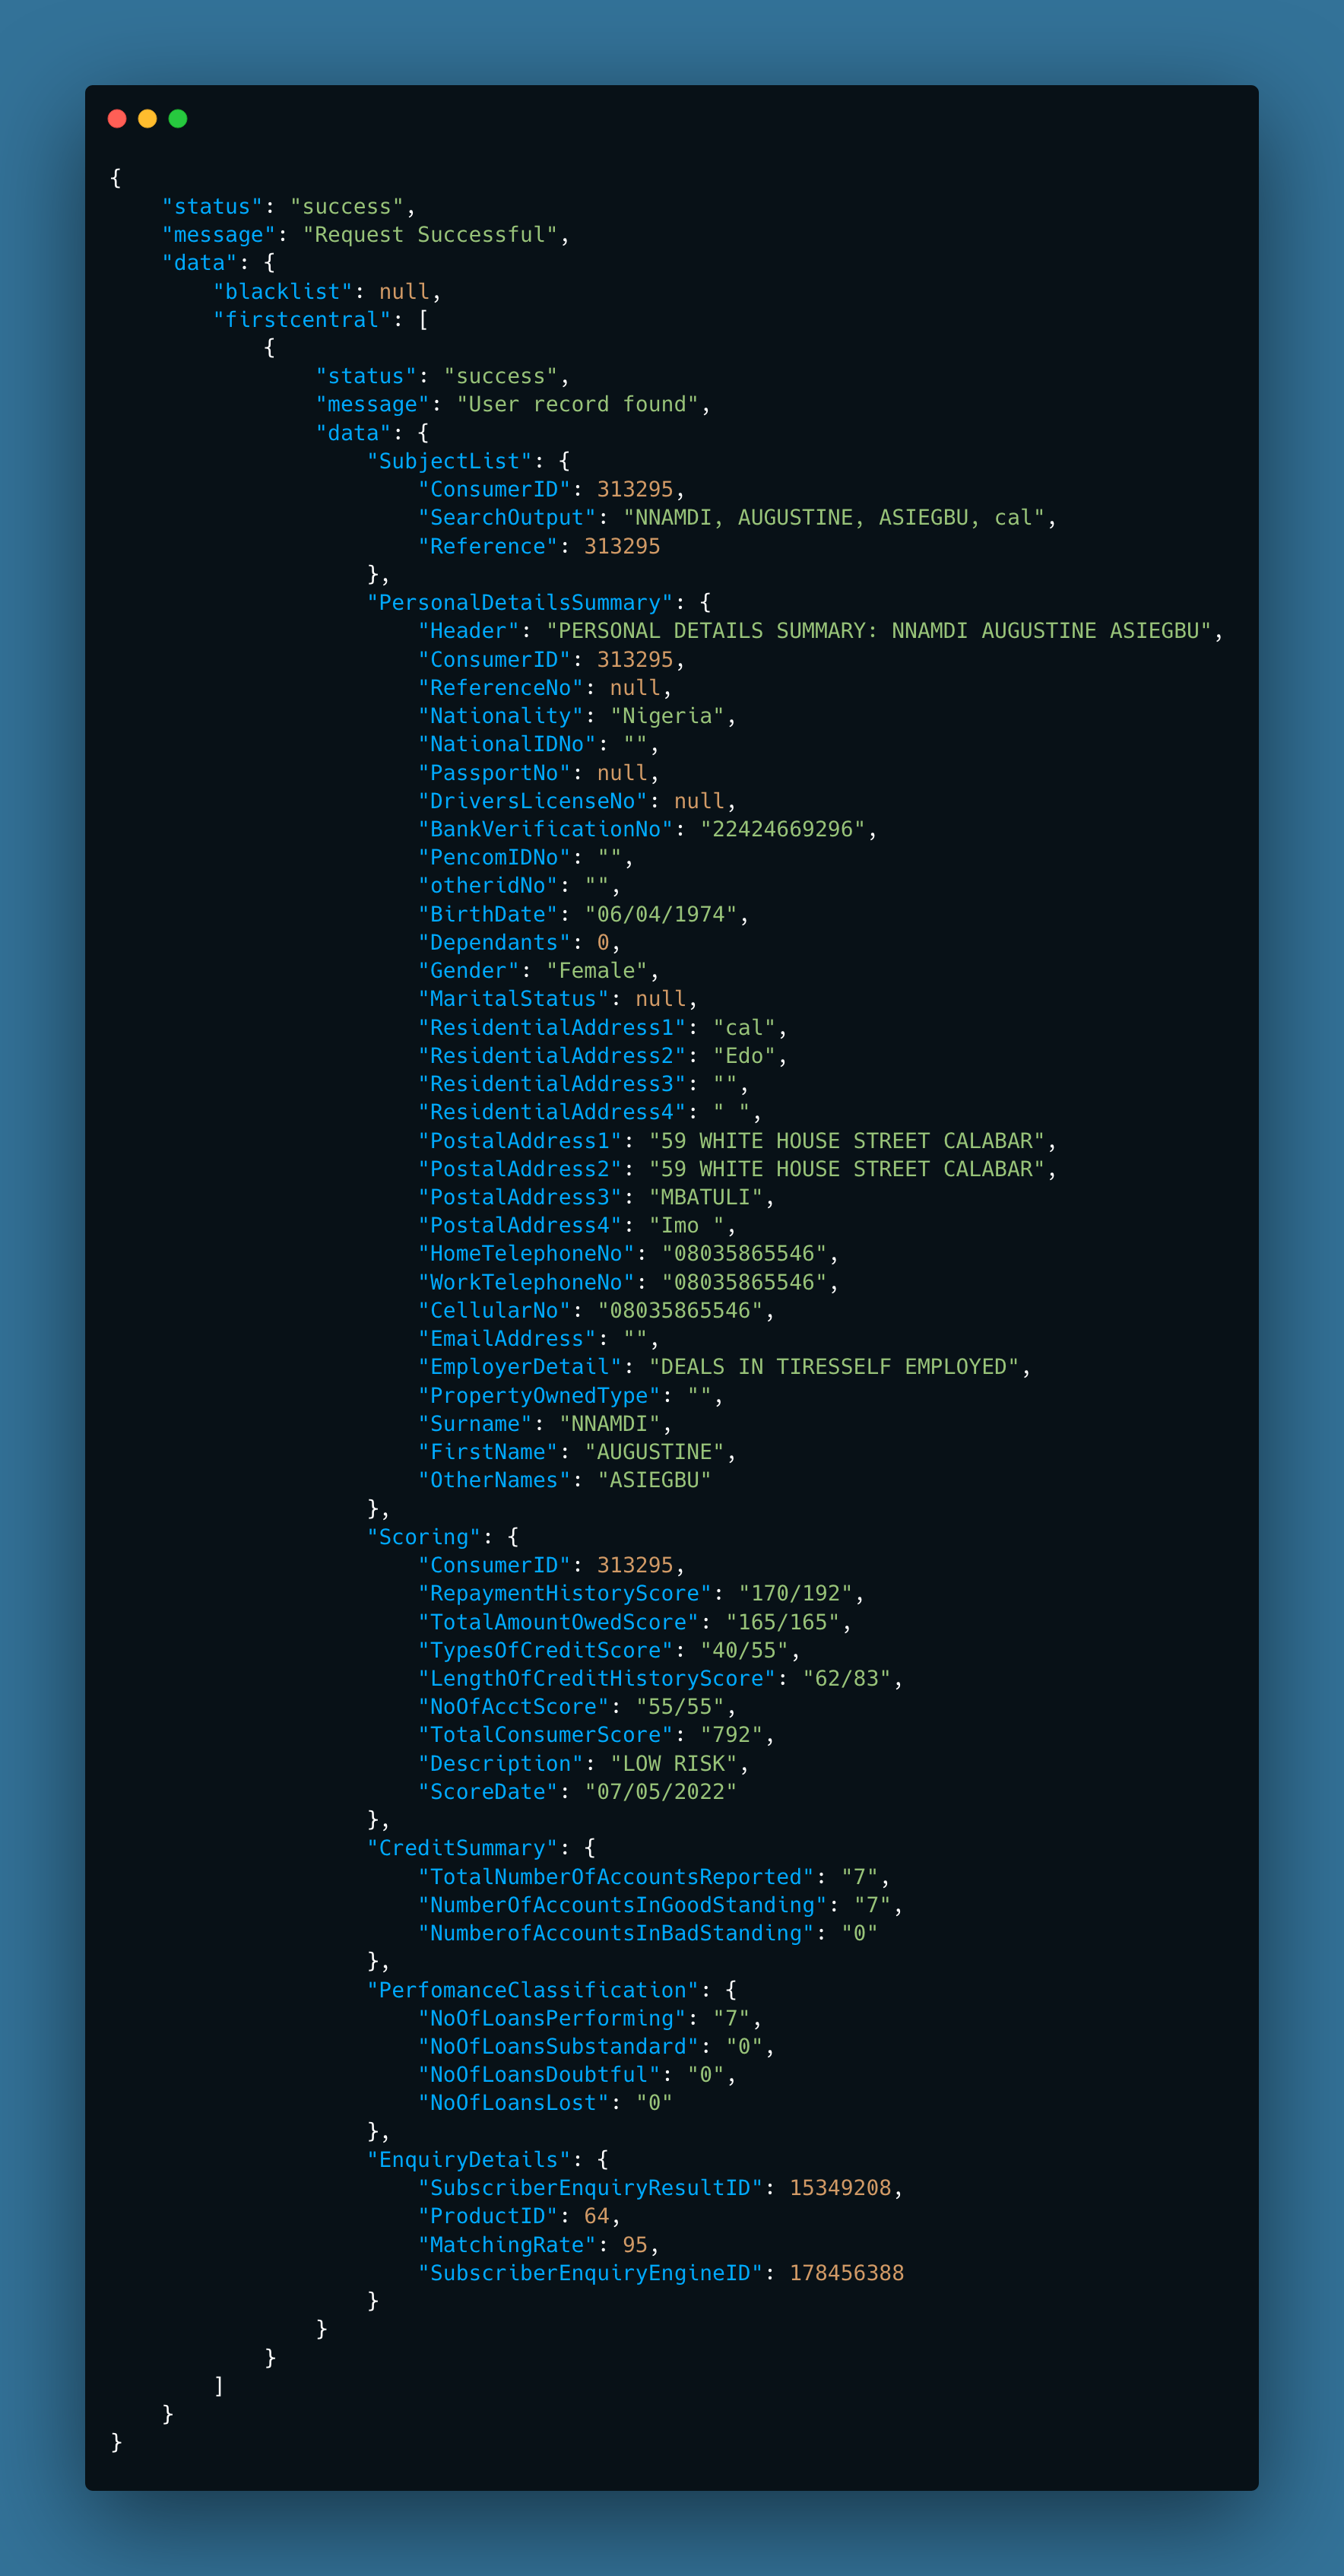 {
    "status": "success",
    "message": "Request Successful",
    "data": {
        "blacklist": null,
        "firstcentral": [
            {
                "status": "success",
                "message": "User record found",
                "data": {
                    "SubjectList": {
                        "ConsumerID": 313295,
                        "SearchOutput": "NNAMDI, AUGUSTINE, ASIEGBU, cal",
                        "Reference": 313295
                    },
                    "PersonalDetailsSummary": {
                        "Header": "PERSONAL DETAILS SUMMARY: NNAMDI AUGUSTINE ASIEGBU",
                        "ConsumerID": 313295,
                        "ReferenceNo": null,
                        "Nationality": "Nigeria",
                        "NationalIDNo": "",
                        "PassportNo": null,
                        "DriversLicenseNo": null,
                        "BankVerificationNo": "22424669296",
                        "PencomIDNo": "",
                        "otheridNo": "",
                        "BirthDate": "06/04/1974",
                        "Dependants": 0,
                        "Gender": "Female",
                        "MaritalStatus": null,
                        "ResidentialAddress1": "cal",
                        "ResidentialAddress2": "Edo",
                        "ResidentialAddress3": "",
                        "ResidentialAddress4": " ",
                        "PostalAddress1": "59 WHITE HOUSE STREET CALABAR",
                        "PostalAddress2": "59 WHITE HOUSE STREET CALABAR",
                        "PostalAddress3": "MBATULI",
                        "PostalAddress4": "Imo ",
                        "HomeTelephoneNo": "08035865546",
                        "WorkTelephoneNo": "08035865546",
                        "CellularNo": "08035865546",
                        "EmailAddress": "",
                        "EmployerDetail": "DEALS IN TIRESSELF EMPLOYED",
                        "PropertyOwnedType": "",
                        "Surname": "NNAMDI",
                        "FirstName": "AUGUSTINE",
                        "OtherNames": "ASIEGBU"
                    },
                    "Scoring": {
                        "ConsumerID": 313295,
                        "RepaymentHistoryScore": "170/192",
                        "TotalAmountOwedScore": "165/165",
                        "TypesOfCreditScore": "40/55",
                        "LengthOfCreditHistoryScore": "62/83",
                        "NoOfAcctScore": "55/55",
                        "TotalConsumerScore": "792",
                        "Description": "LOW RISK",
                        "ScoreDate": "07/05/2022"
                    },
                    "CreditSummary": {
                        "TotalNumberOfAccountsReported": "7",
                        "NumberOfAccountsInGoodStanding": "7",
                        "NumberofAccountsInBadStanding": "0"
                    },
                    "PerfomanceClassification": {
                        "NoOfLoansPerforming": "7",
                        "NoOfLoansSubstandard": "0",
                        "NoOfLoansDoubtful": "0",
                        "NoOfLoansLost": "0"
                    },
                    "EnquiryDetails": {
                        "SubscriberEnquiryResultID": 15349208,
                        "ProductID": 64,
                        "MatchingRate": 95,
                        "SubscriberEnquiryEngineID": 178456388
                    }
                }
            }
        ]
    }
}